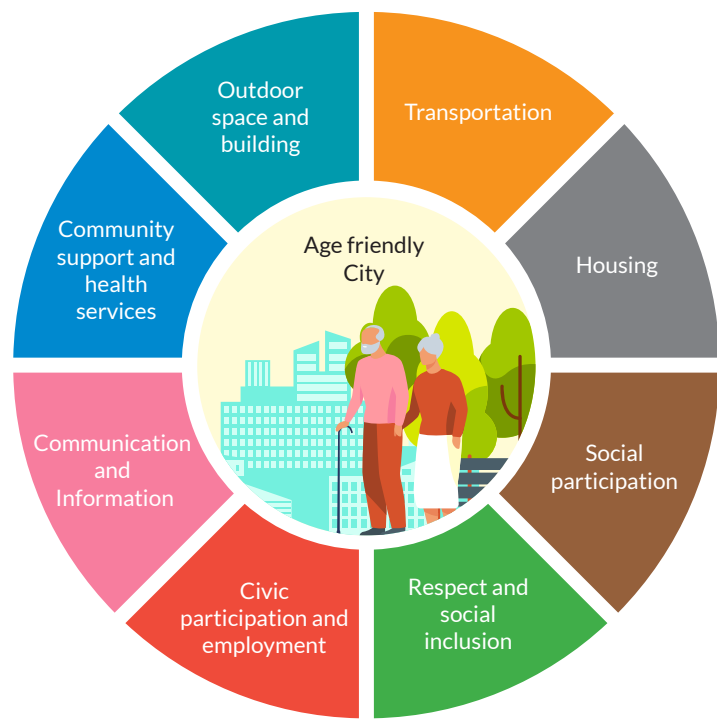 Outdoor
space and
building
Transportation
Community
support and
health
services
Age friendly
City
Housing
Communication
and
Information
Social
participation
Civic
participation and
employment
Respect and
social
inclusion